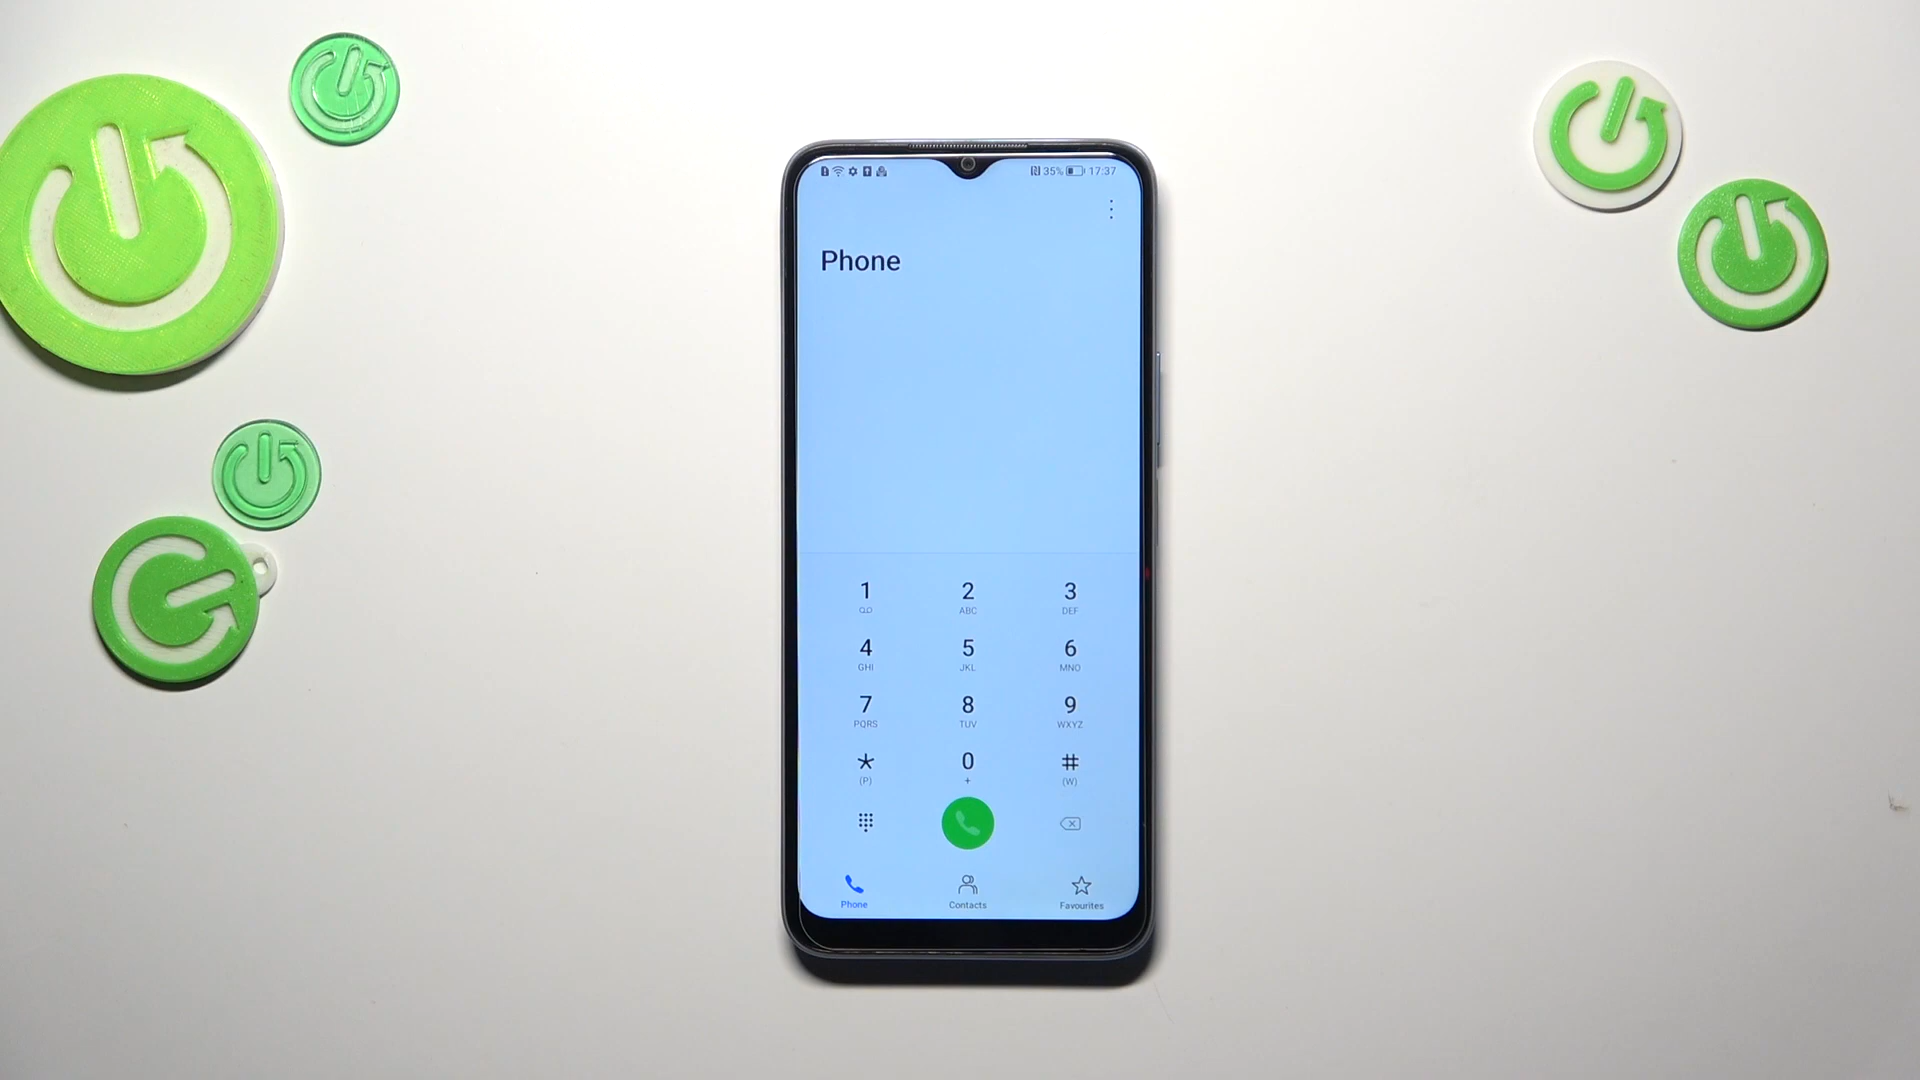 35% 17:37
Phone
1 2 3
ABC DEF
4 5 6
GHI JKL MNO
7 8 9
PQRS TUV WXYZ
* 0 #
(P) + (W)
Phone Contacts Favourites